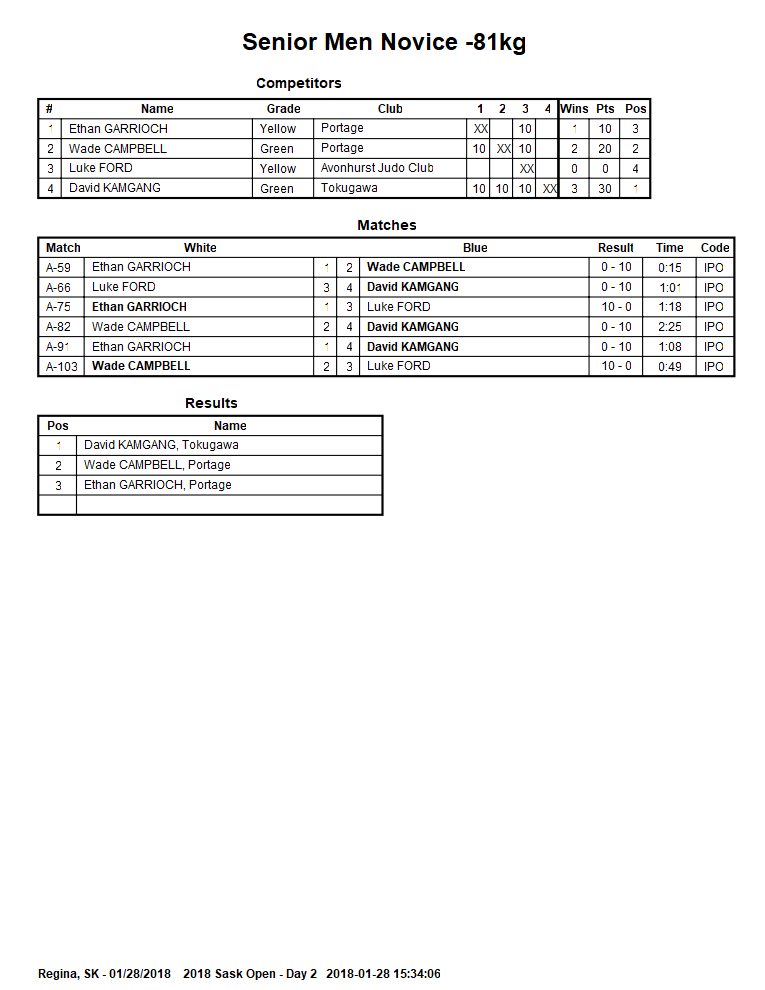 Senior Men Novice -81kg
Competitors
# Name Grade Club 1 2 3 4 Wins Pts Pos
1 Ethan GARRIOCH Yellow Portage XX 10 1 10 3
2 Wade CAMPBELL Green Portage 10 XX 10 2 20 2
3 Luke FORD Yellow Avonhurst Judo Club XX 0 0 4
4 David KAMGANG Green Tokugawa 10 10 10 XX 3 30 1
Matches
Match White Blue Result Time Code
A-59 Ethan GARRIOCH 1 2 Wade CAMPBELL 0 - 10 0:15 IPO
A-66 Luke FORD 3 4 David KAMGANG 0 - 10 1:01 IPO
A-75 Ethan GARRIOCH 1 3 Luke FORD 10 - 0 1:18 IPO
A-82 Wade CAMPBELL 2 4 David KAMGANG 0 - 10 2:25 IPO
A-91 Ethan GARRIOCH 1 4 David KAMGANG 0 - 10 1:08 IPO
A-103 Wade CAMPBELL 2 3 Luke FORD 10 - 0 0:49 IPO
Results
Pos Name
1 David KAMGANG, Tokugawa
2 Wade CAMPBELL, Portage
3 Ethan GARRIOCH, Portage
Regina, SK - 01/28/2018 2018 Sask Open - Day 2 2018-01-28 15:34:06